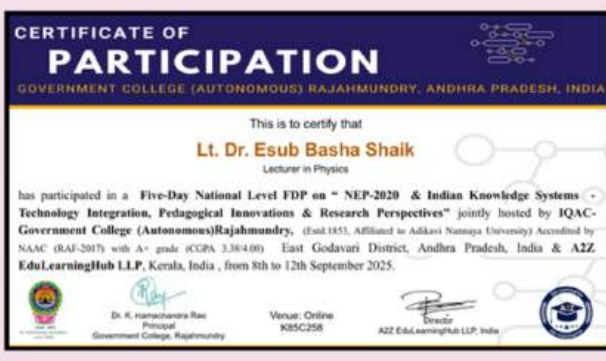 CERTIFICATE OF
PARTICIPATION
GOVERNMENT COLLEGE (AUTONOMOUS) RAJAHMUNDRY, ANDHRA PRADESH, INDIA
This is to certify that
Lt. Dr. Esub Basha Shaik
Lecturer in Physics
has participated in a Five-Day National Level FDP on “ NEP-2020 & Indian Knowledge Systems -
Technology Integration, Pedagogical Innovations & Research Perspectives" jointly hosted by IQAC-
Government College (Autonomous)Rajahmundry, (Estd.1853, Affiliated to Adikavi Nannaya University) Accredited by
NAAC (RAF-2017) with A+ grade (CGPA 3.38/4.00) East Godavari District, Andhra Pradesh, India & A2Z
EduLearningHub LLP, Kerala, India , from 8th to 12th September 2025.
Dr. K. Ramachandra Rao
Principal
Government College, Rajahmundry
Venue: Online
K85C258
Director
A2Z EduLearningHub LLP, India